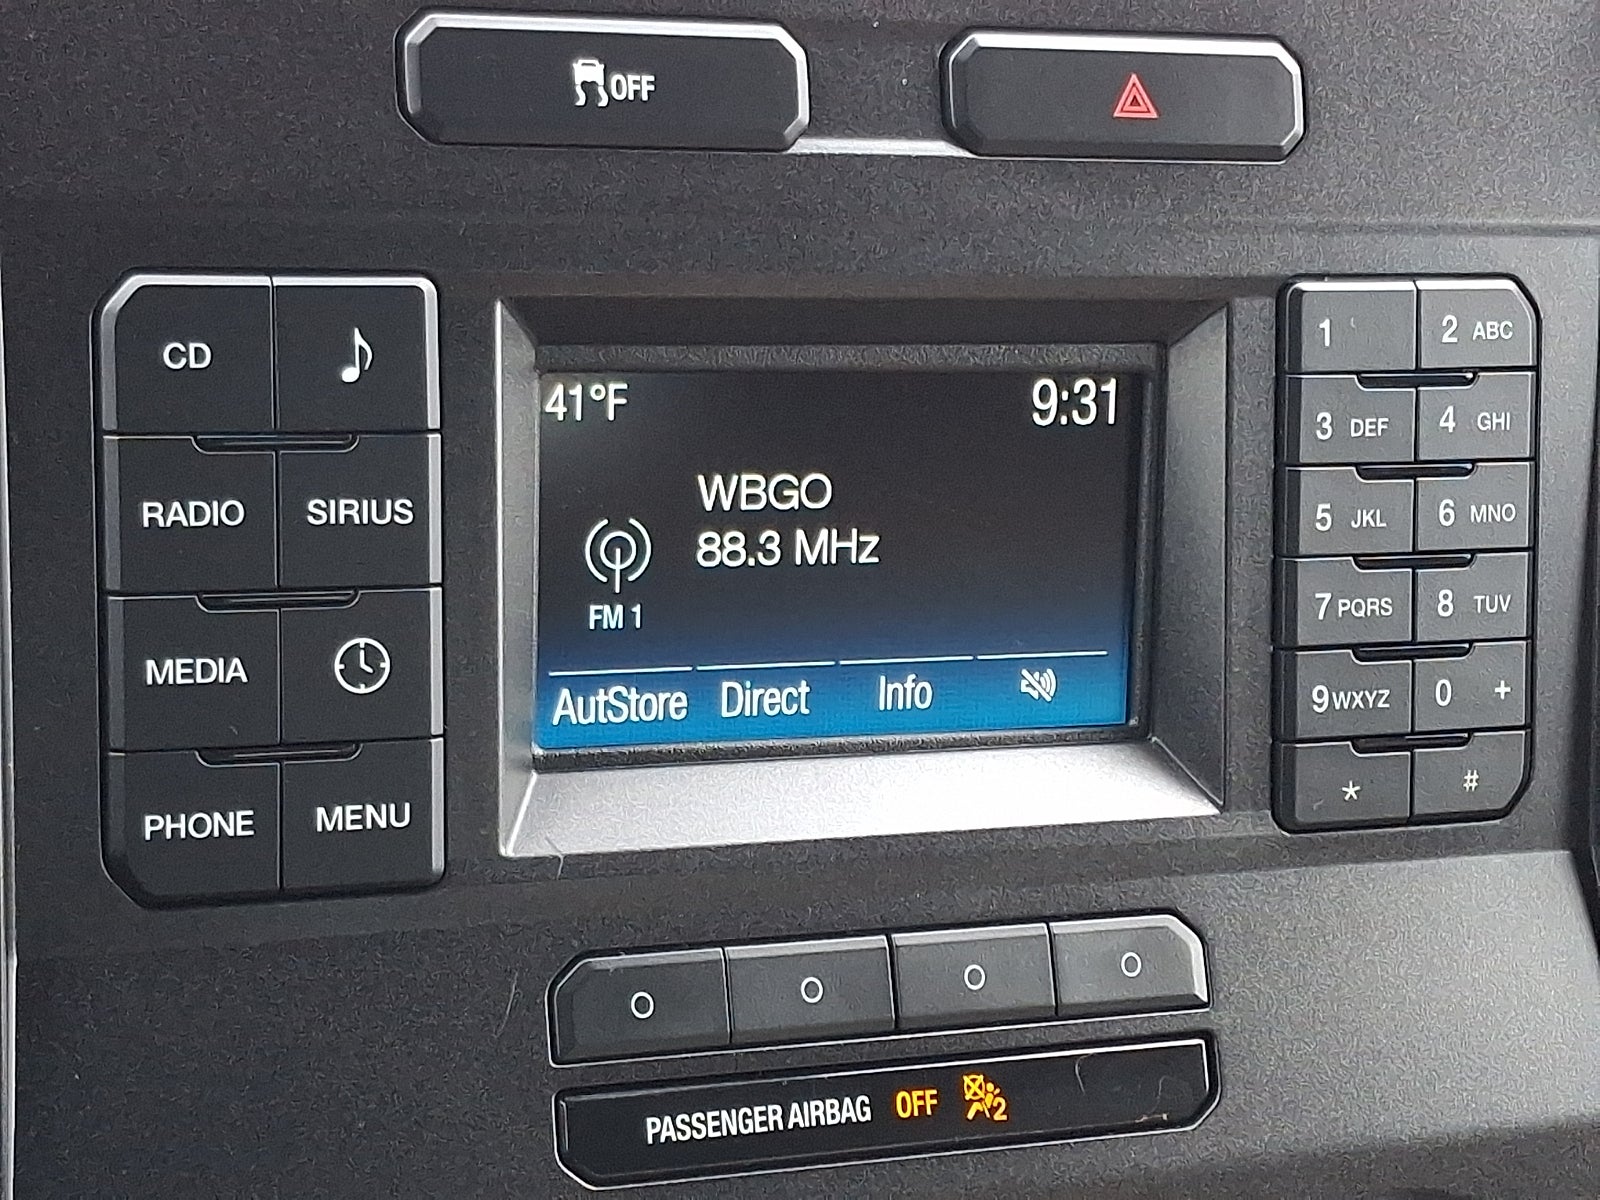 OFF
CD
RADIO SIRIUS
MEDIA
PHONE MENU
41°F 9:31
WBGO
88.3 MHz
FM 1
AutStore Direct Info
1 2 ABC
3 DEF 4 GHI
5 JKL 6 MNO
7 PQRS 8 TUV
9 WXYZ 0 +
* #
PASSENGER AIRBAG OFF 2